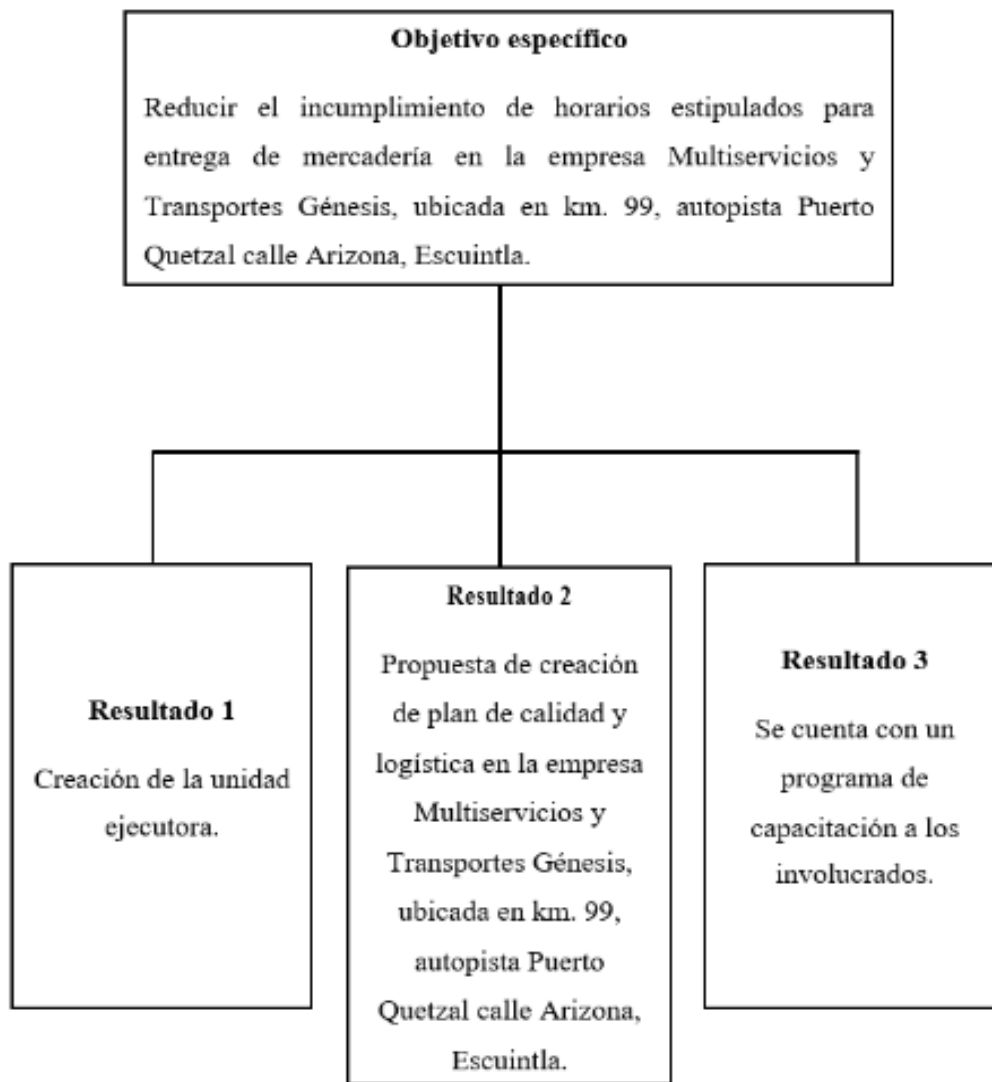 Objetivo específico
Reducir el incumplimiento de horarios estipulados para
entrega de mercadería en la empresa Multiservicios y
Transportes Génesis, ubicada en km. 99, autopista Puerto
Quetzal calle Arizona, Escuintla.
Resultado 1
Creación de la unidad
ejecutora.
Resultado 2
Propuesta de creación
de plan de calidad y
logística en la empresa
Multiservicios y
Transportes Génesis,
ubicada en km. 99,
autopista Puerto
Quetzal calle Arizona,
Escuintla.
Resultado 3
Se cuenta con un
programa de
capacitación a los
involucrados.